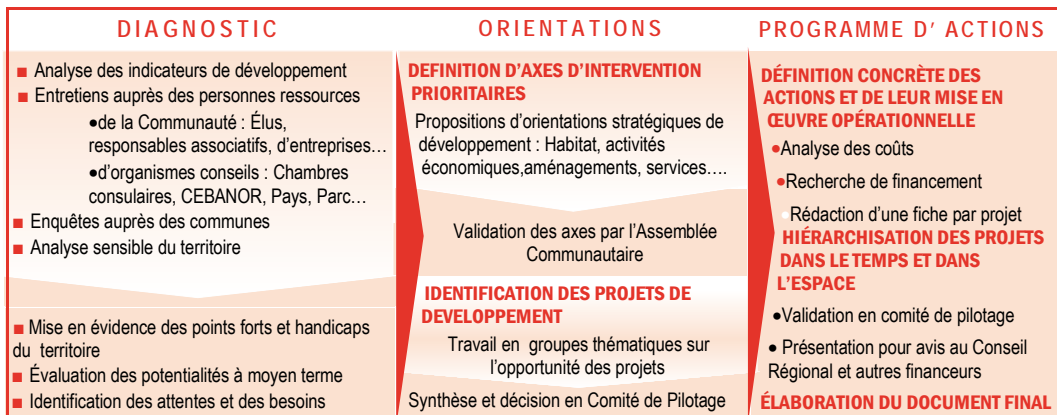 DIAGNOSTIC
■ Analyse des indicateurs de développement
■ Entretiens auprès des personnes ressources
●de la Communauté : Élus,
responsables associatifs, d'entreprises…
●d'organismes conseils : Chambres
consulaires, CEBANOR, Pays, Parc…
■ Enquêtes auprès des communes
■ Analyse sensible du territoire
■ Mise en évidence des points forts et handicaps
du territoire
■ Évaluation des potentialités à moyen terme
■ Identification des attentes et des besoins
ORIENTATIONS
DEFINITION D'AXES D'INTERVENTION
PRIORITAIRES
Propositions d'orientations stratégiques de
développement : Habitat, activités
économiques,aménagements, services….
Validation des axes par l'Assemblée
Communautaire
IDENTIFICATION DES PROJETS DE
DEVELOPPEMENT
Travail en groupes thématiques sur
l'opportunité des projets
Synthèse et décision en Comité de Pilotage
PROGRAMME D' ACTIONS
DÉFINITION CONCRÈTE DES
ACTIONS ET DE LEUR MISE EN
ŒUVRE OPÉRATIONNELLE
●Analyse des coûts
●Recherche de financement
●Rédaction d'une fiche par projet
HIÉRARCHISATION DES PROJETS
DANS LE TEMPS ET DANS
L'ESPACE
●Validation en comité de pilotage
● Présentation pour avis au Conseil
Régional et autres financeurs
ÉLABORATION DU DOCUMENT FINAL